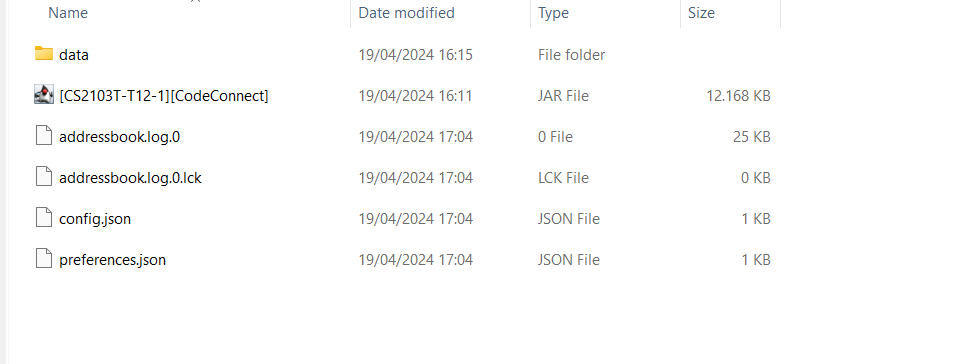 Name Date modified Type Size
data 19/04/2024 16:15 File folder
[CS2103T-T12-1][CodeConnect] 19/04/2024 16:11 JAR File 12.168 KB
addressbook.log.0 19/04/2024 17:04 0 File 25 KB
addressbook.log.0.lck 19/04/2024 17:04 LCK File 0 KB
config.json 19/04/2024 17:04 JSON File 1 KB
preferences.json 19/04/2024 17:04 JSON File 1 KB